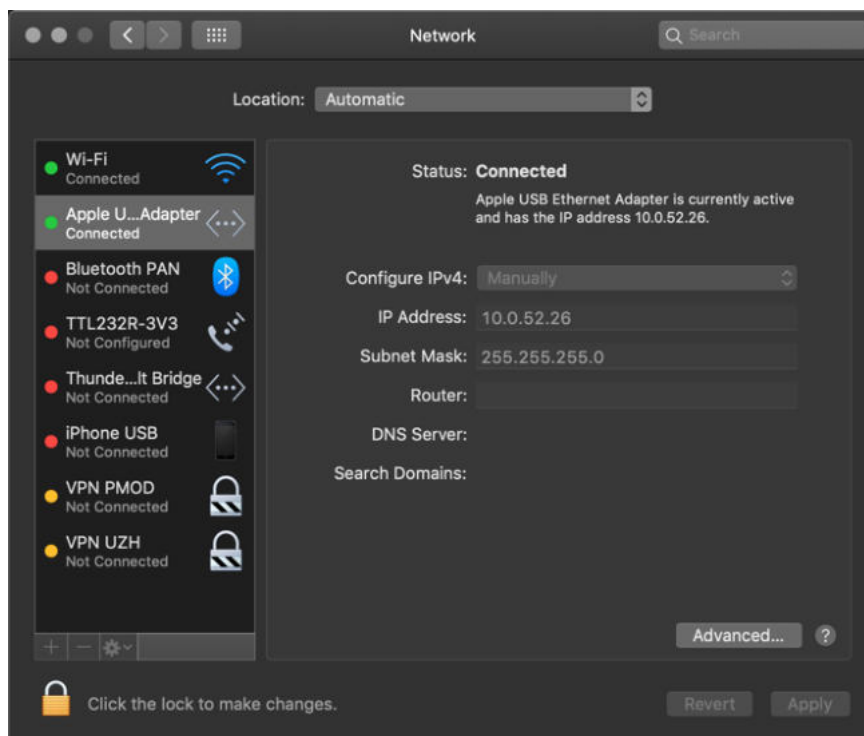 Network
Search
Location: Automatic
Wi-Fi
Connected
Apple U...Adapter
Connected
Bluetooth PAN
Not Connected
TTL232R-3V3
Not Configured
Thunde...lt Bridge
Not Connected
iPhone USB
Not Connected
VPN PMOD
Not Connected
VPN UZH
Not Connected
Status: Connected
Apple USB Ethernet Adapter is currently active
and has the IP address 10.0.52.26.
Configure IPv4: Manually
IP Address: 10.0.52.26
Subnet Mask: 255.255.255.0
Router:
DNS Server:
Search Domains:
Advanced... ?
Click the lock to make changes.
Revert Apply